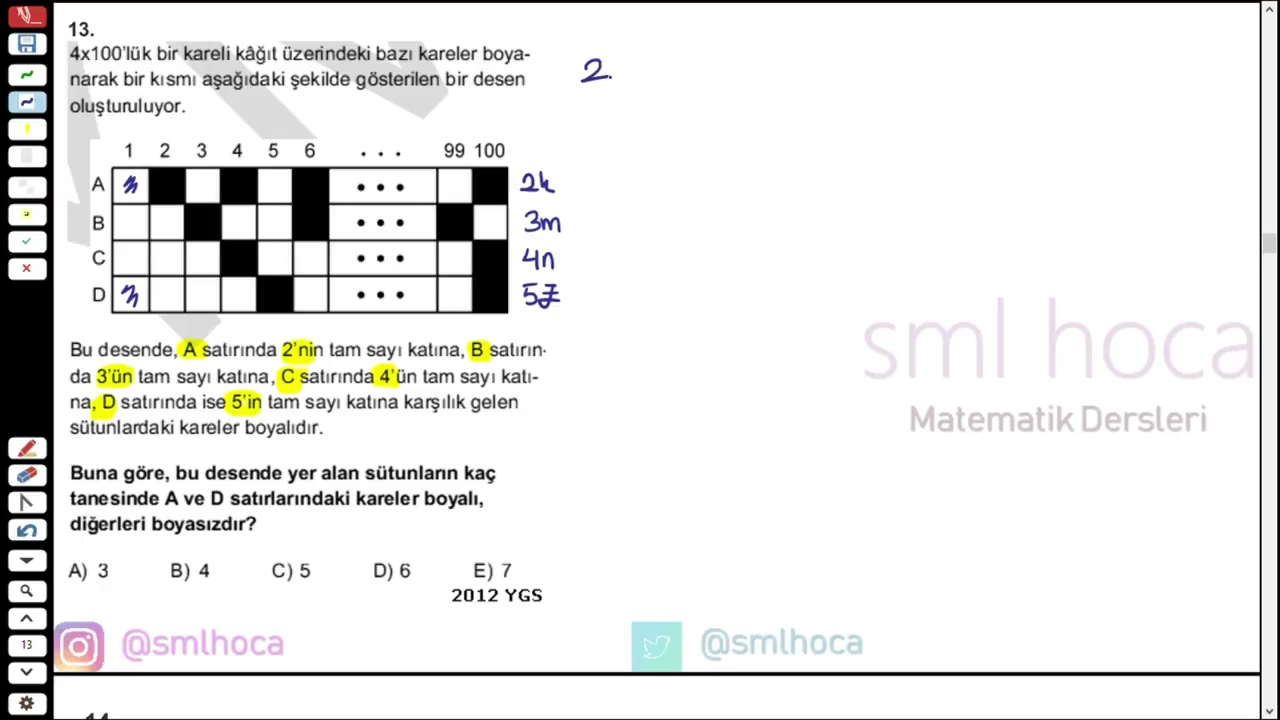 13.
4x100'lük bir kareli kâğıt üzerindeki bazı kareler boya-
narak bir kısmı aşağıdaki şekilde gösterilen bir desen
oluşturuluyor.
2.
1 2 3 4 5 6 . . . 99 100
A 2k
B 3m
C 4n
D 5z
Bu desende, A satırında 2'nin tam sayı katına, B satırın-
da 3'ün tam sayı katına, C satırında 4'ün tam sayı katı-
na, D satırında ise 5'in tam sayı katına karşılık gelen
sütunlardaki kareler boyalıdır.
Buna göre, bu desende yer alan sütunların kaç
tanesinde A ve D satırlarındaki kareler boyalı,
diğerleri boyasızdır?
A) 3 B) 4 C) 5 D) 6 E) 7
2012 YGS
sml hoca
Matematik Dersleri
@smlhoca @smlhoca
13